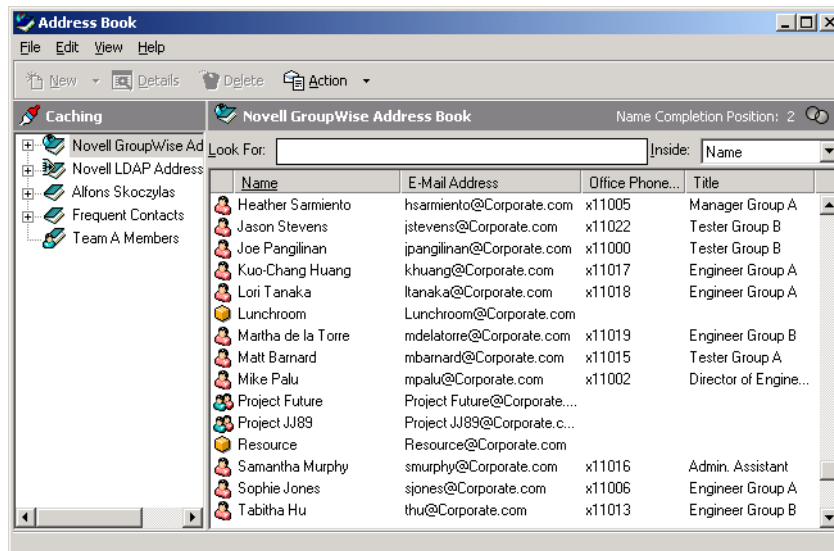 Address Book
File Edit View Help
New Details Delete Action
Caching
Novell GroupWise Address Book Name Completion Position: 2
Novell GroupWise Ad
Novell LDAP Address
Alfons Skoczylas
Frequent Contacts
Team A Members
Look For: Inside: Name
Name E-Mail Address Office Phone... Title
Heather Sarmiento hsarmiento@Corporate.com x11005 Manager Group A
Jason Stevens jstevens@Corporate.com x11022 Tester Group B
Joe Pangilinan jpangilinan@Corporate.com x11000 Tester Group B
Kuo-Chang Huang khuang@Corporate.com x11017 Engineer Group A
Lori Tanaka ltanaka@Corporate.com x11018 Engineer Group A
Lunchroom Lunchroom@Corporate.com
Martha de la Torre mdelatorre@Corporate.com x11019 Engineer Group B
Matt Barnard mbarnard@Corporate.com x11015 Tester Group A
Mike Palu mpalu@Corporate.com x11002 Director of Engine...
Project Future Project Future@Corporate....
Project JJ89 Project JJ89@Corporate.c...
Resource Resource@Corporate.com
Samantha Murphy smurphy@Corporate.com x11016 Admin. Assistant
Sophie Jones sjones@Corporate.com x11006 Engineer Group A
Tabitha Hu thu@Corporate.com x11013 Engineer Group B